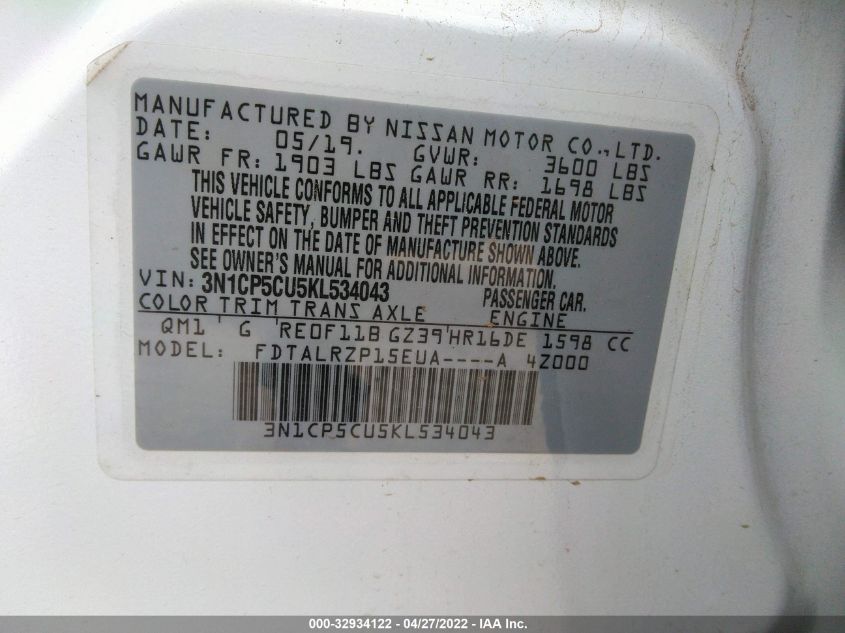 MANUFACTURED BY NISSAN MOTOR CO.,LTD.
DATE: 05/19. GVWR: 3600 LBS
GAWR FR: 1903 LBS GAWR RR: 1698 LBS
THIS VEHICLE CONFORMS TO ALL APPLICABLE FEDERAL MOTOR
VEHICLE SAFETY, BUMPER AND THEFT PREVENTION STANDARDS
IN EFFECT ON THE DATE OF MANUFACTURE SHOWN ABOVE.
SEE OWNER'S MANUAL FOR ADDITIONAL INFORMATION.
VIN: 3N1CP5CU5KL534043 PASSENGER CAR.
COLOR TRIM TRANS AXLE ENGINE
QM1 ' G 'RE0F11B GZ39'HR16DE 1598 CC
MODEL: FDTALRZP15EUA----A 4Z000
3N1CP5CU5KL534043
000-32934122 - 04/27/2022 - IAA Inc.